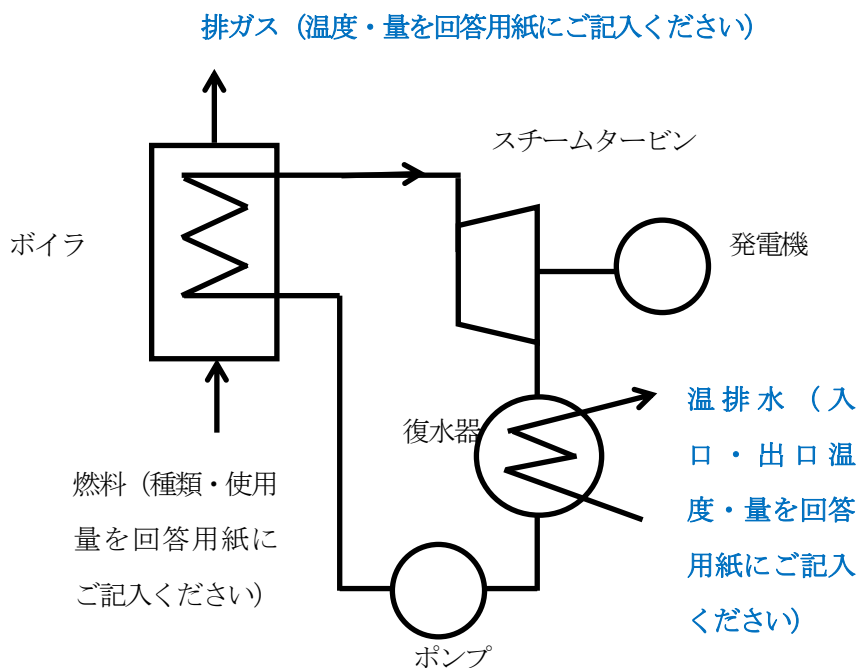 排ガス（温度・量を回答用紙にご記入ください）
スチームタービン
ボイラ
発電機
復水器
温排水（入
口・出口温
度・量を回答
用紙にご記入
ください）
燃料（種類・使用
量を回答用紙に
ご記入ください）
ポンプ